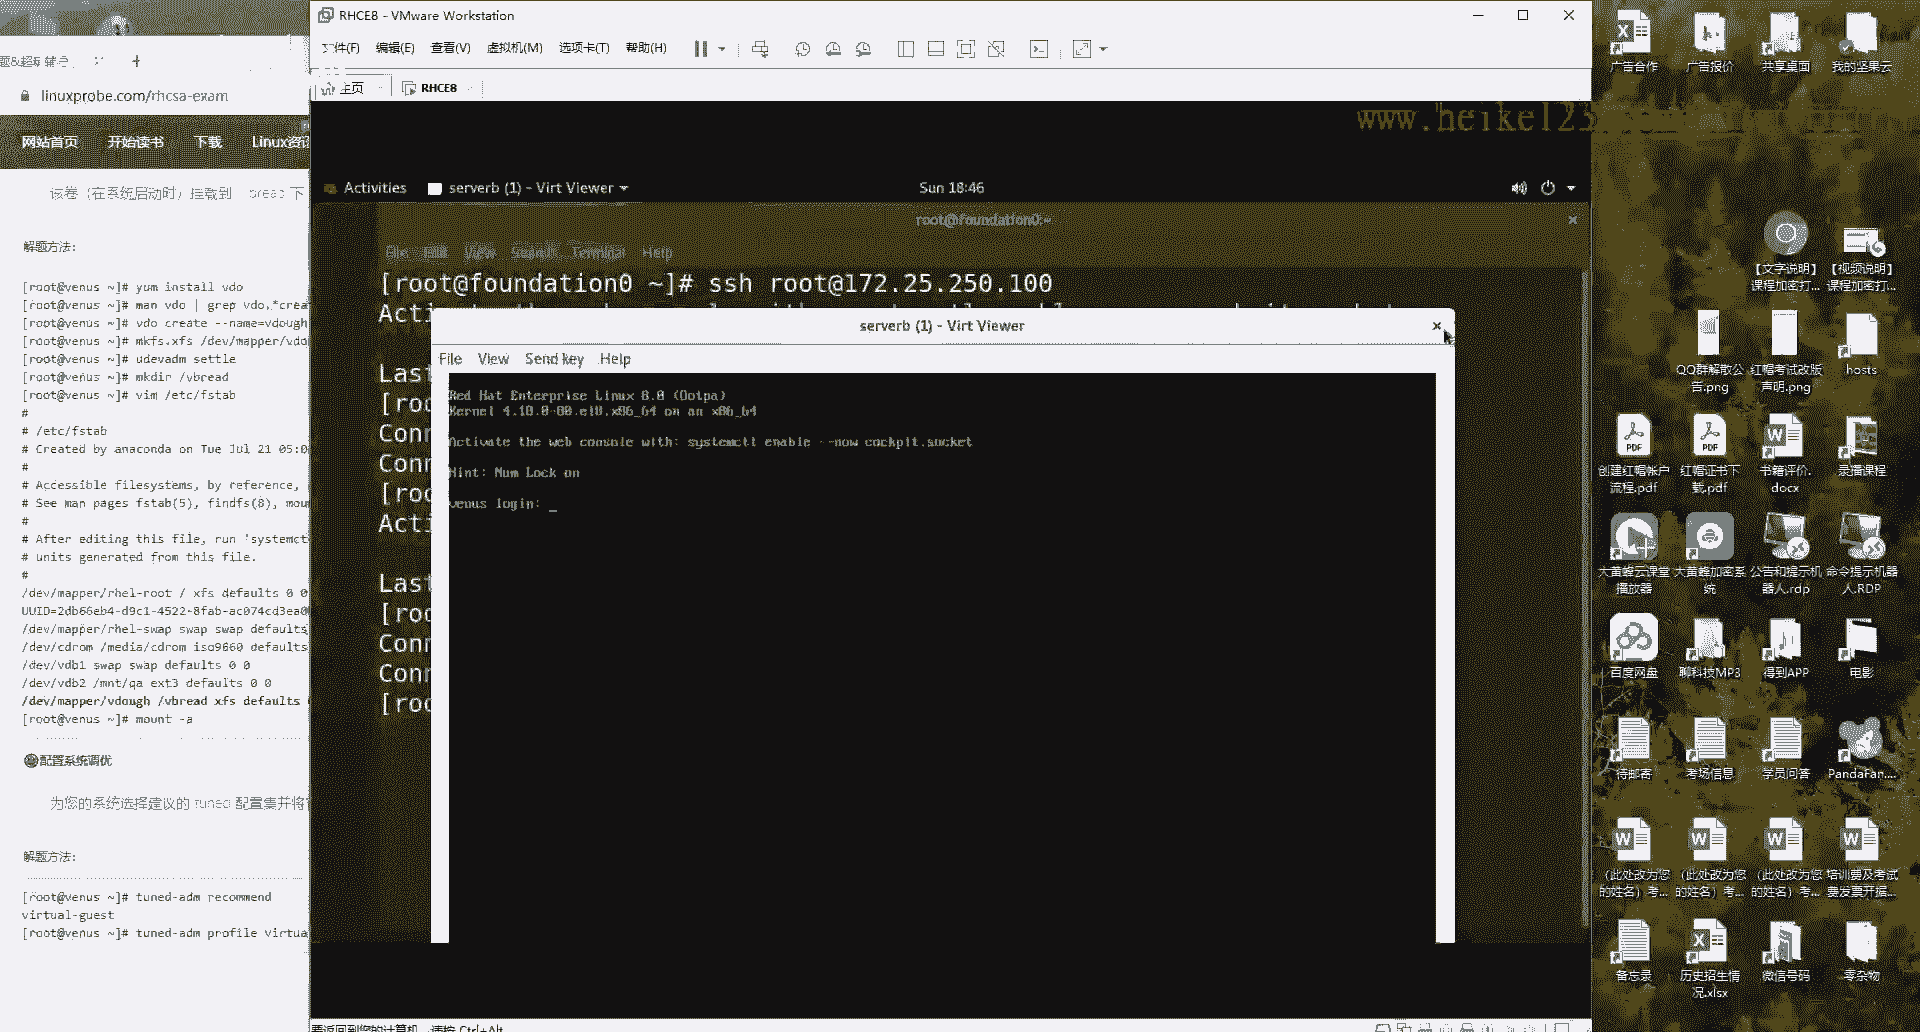 RHCE8 - VMware Workstation
文件(F) 编辑(E) 查看(V) 虚拟机(M) 选项卡(T) 帮助(H)
主页 RHCE8
linuxprobe.com/rhcsa-exam
网站首页 开始读书 下载 Linux资讯
该卷（在系统启动时）挂载到
解题方法:
[root@venus ~]# yum install vdo
[root@venus ~]# man vdo | grep vdo.*crea
[root@venus ~]# vdo create --name=vdough
[root@venus ~]# mkfs.xfs /dev/mapper/vdo
[root@venus ~]# udevadm settle
[root@venus ~]# mkdir /vbread
[root@venus ~]# vim /etc/fstab
#
# /etc/fstab
# Created by anaconda on Tue Jul 21 05:0
#
# Accessible filesystems, by reference,
# See man pages fstab(5), findfs(8), mou
#
# After editing this file, run 'systemct
# units generated from this file.
#
/dev/mapper/rhel-root / xfs defaults 0 0
UUID=2db66eb4-d9c1-4522-8fab-ac074cd3ea0
/dev/mapper/rhel-swap swap swap defaults
/dev/cdrom /media/cdrom iso9660 defaults
/dev/vdb1 swap swap defaults 0 0
/dev/vdb2 /mnt/qa ext3 defaults 0 0
/dev/mapper/vdough /vbread xfs defaults
[root@venus ~]# mount -a
配置系统调优
为您的系统选择建议的 tuned 配置集并将
解题方法:
[root@venus ~]# tuned-adm recommend
virtual-guest
[root@venus ~]# tuned-adm profile virtua
www.heike123
Activities serverb (1) - Virt Viewer Sun 18:46
root@foundation0:~
File Edit View Search Terminal Help
[root@foundation0 ~]# ssh root@172.25.250.100
Acti
Last
[roo
Conn
Conn
[roo
Acti
Last
[roo
Conn
Conn
[roo
serverb (1) - Virt Viewer
File View Send key Help
Red Hat Enterprise Linux 8.0 (Ootpa)
Kernel 4.18.0-80.el8.x86_64 on an x86_64
Activate the web console with: systemctl enable --now cockpit.socket
Hint: Num Lock on
venus login: _
要返回到您的计算机，请按 Ctrl+Alt
广告合作 广告报价 共享桌面 我的坚果云
【文字说明】课程加密打... 【视频说明】课程加密打...
QQ群解散公告.png 红帽考试改版声明.png hosts
创建红帽帐户流程.pdf 红帽证书下载.pdf 书籍评价.docx 录播课程
大黄蜂云课堂播放器 大黄蜂加密系统 公告和提示机器人.rdp 命令提示机器人.RDP
百度网盘 聊科技MP3 得到APP 电影
待邮寄 考场信息 学员问答 PandaFan....
（此处改为您的姓名）考... （此处改为您的姓名）考... （此处改为您的姓名）考... 培训费及考试费发票开据...
备忘录 历史招生情况.xlsx 微信号码 零杂物